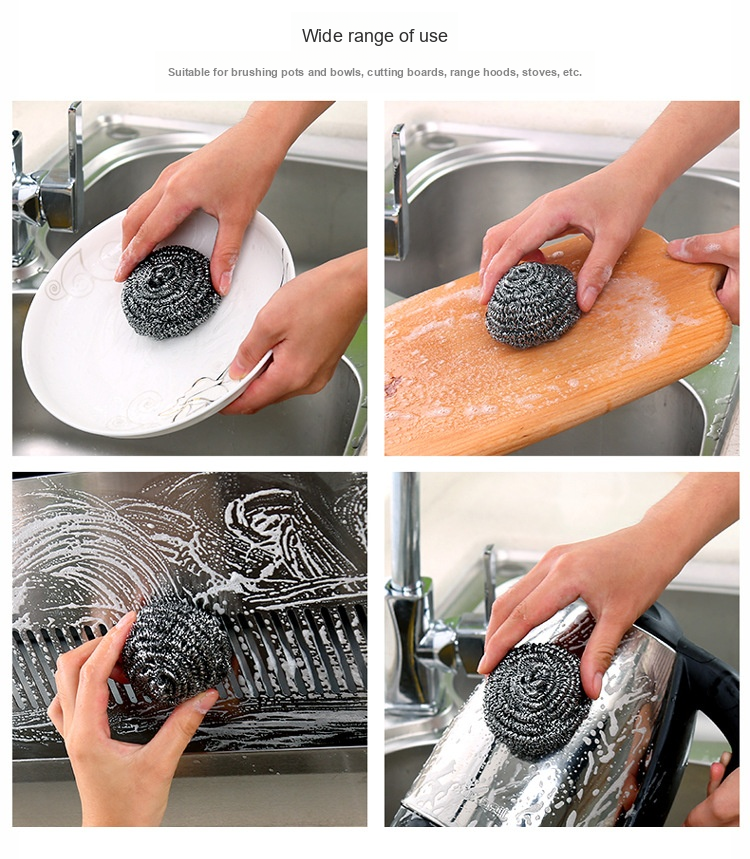 Wide range of use
Suitable for brushing pots and bowls, cutting boards, range hoods, stoves, etc.